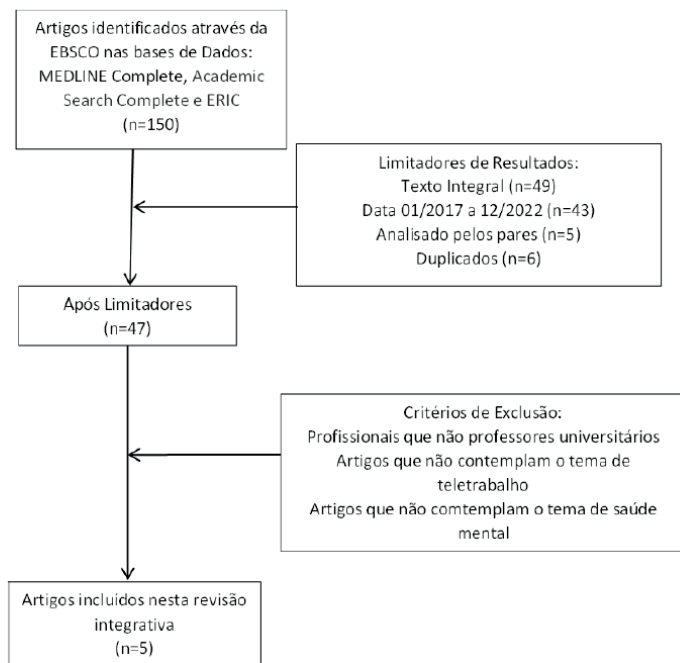 Artigos identificados através da
EBSCO nas bases de Dados:
MEDLINE Complete, Academic
Search Complete e ERIC
(n=150)
Limitadores de Resultados:
Texto Integral (n=49)
Data 01/2017 a 12/2022 (n=43)
Analisado pelos pares (n=5)
Duplicados (n=6)
Após Limitadores
(n=47)
Critérios de Exclusão:
Profissionais que não professores universitários
Artigos que não contemplam o tema de
teletrabalho
Artigos que não comtemplam o tema de saúde
mental
Artigos incluídos nesta revisão
integrativa
(n=5)